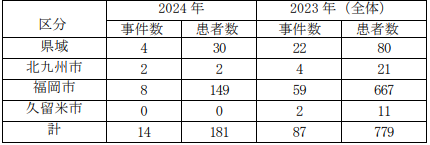 区分 2024 年 2023 年（全体）
事件数 患者数 事件数 患者数
県域 4 30 22 80
北九州市 2 2 4 21
福岡市 8 149 59 667
久留米市 0 0 2 11
計 14 181 87 779